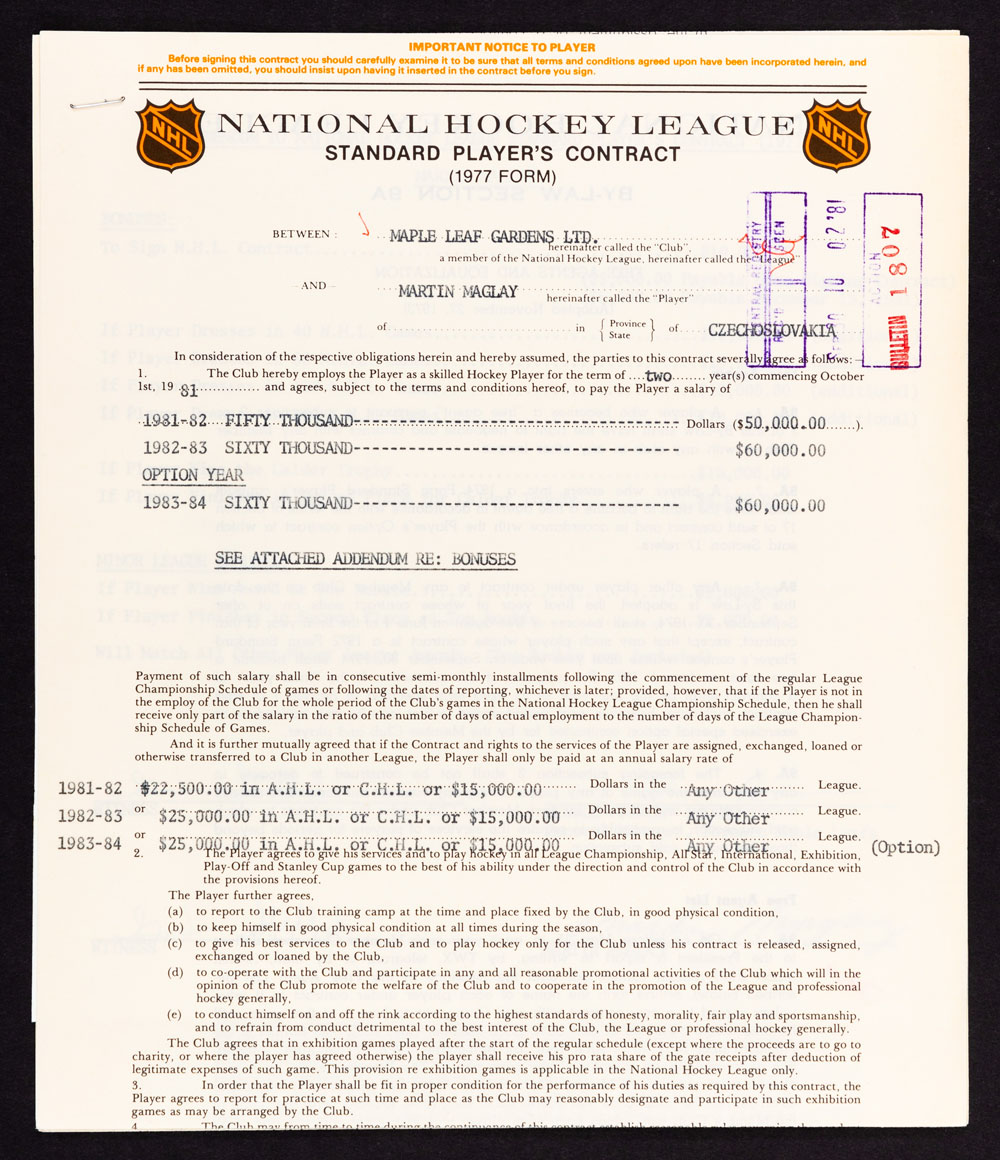 IMPORTANT NOTICE TO PLAYER
Before signing this contract you should carefully examine it to be sure that all terms and conditions agreed upon have been incorporated herein, and
if any has been omitted, you should insist upon having it inserted in the contract before you sign.
NHL NATIONAL HOCKEY LEAGUE NHL
STANDARD PLAYER'S CONTRACT
(1977 FORM)
BETWEEN: MAPLE LEAF GARDENS LTD.
hereinafter called the "Club",
a member of the National Hockey League, hereinafter called the "League"
— AND — MARTIN MAGLAY hereinafter called the "Player"
of in { Province State } of CZECHOSLOVAKIA
10 02 '81
ACTION
BULLETIN 1807
In consideration of the respective obligations herein and hereby assumed, the parties to this contract severally agree as follows:—
1. The Club hereby employs the Player as a skilled Hockey Player for the term of two year(s) commencing October
1st, 19 81 and agrees, subject to the terms and conditions hereof, to pay the Player a salary of
1981-82 FIFTY THOUSAND---------------------------------- Dollars ($50,000.00).
1982-83 SIXTY THOUSAND---------------------------------- $60,000.00
OPTION YEAR
1983-84 SIXTY THOUSAND---------------------------------- $60,000.00
SEE ATTACHED ADDENDUM RE: BONUSES
Payment of such salary shall be in consecutive semi-monthly installments following the commencement of the regular League
Championship Schedule of games or following the dates of reporting, whichever is later; provided, however, that if the Player is not in
the employ of the Club for the whole period of the Club's games in the National Hockey League Championship Schedule, then he shall
receive only part of the salary in the ratio of the number of days of actual employment to the number of days of the League Champion-
ship Schedule of Games.
And it is further mutually agreed that if the Contract and rights to the services of the Player are assigned, exchanged, loaned or
otherwise transferred to a Club in another League, the Player shall only be paid at an annual salary rate of
1981-82 $22,500.00 in A.H.L. or C.H.L. or $15,000.00 Dollars in the Any Other League.
or
1982-83 $25,000.00 in A.H.L. or C.H.L. or $15,000.00 Dollars in the Any Other League.
or
1983-84 $25,000.00 in A.H.L. or C.H.L. or $15,000.00 Dollars in the Any Other League. (Option)
2. The Player agrees to give his services and to play hockey in all League Championship, All Star, International, Exhibition,
Play-Off and Stanley Cup games to the best of his ability under the direction and control of the Club in accordance with
the provisions hereof.
The Player further agrees,
(a) to report to the Club training camp at the time and place fixed by the Club, in good physical condition,
(b) to keep himself in good physical condition at all times during the season,
(c) to give his best services to the Club and to play hockey only for the Club unless his contract is released, assigned,
exchanged or loaned by the Club,
(d) to co-operate with the Club and participate in any and all reasonable promotional activities of the Club which will in the
opinion of the Club promote the welfare of the Club and to cooperate in the promotion of the League and professional
hockey generally,
(e) to conduct himself on and off the rink according to the highest standards of honesty, morality, fair play and sportsmanship,
and to refrain from conduct detrimental to the best interest of the Club, the League or professional hockey generally.
The Club agrees that in exhibition games played after the start of the regular schedule (except where the proceeds are to go to
charity, or where the player has agreed otherwise) the player shall receive his pro rata share of the gate receipts after deduction of
legitimate expenses of such game. This provision re exhibition games is applicable in the National Hockey League only.
3. In order that the Player shall be fit in proper condition for the performance of his duties as required by this contract, the
Player agrees to report for practice at such time and place as the Club may reasonably designate and participate in such exhibition
games as may be arranged by the Club.
4. The Club may from time to time during the continuance of this contract establish